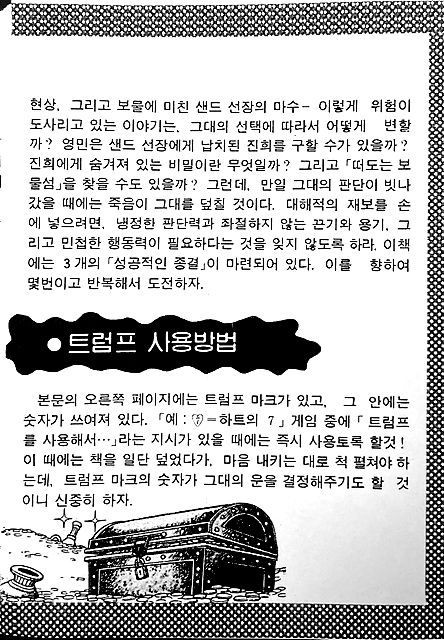 현상, 그리고 보물에 미친 샌드 선장의 마수– 이렇게 위험이
도사리고 있는 이야기는, 그대의 선택에 따라서 어떻게 변할
까? 영민은 샌드 선장에게 납치된 진희를 구할 수가 있을까?
진희에게 숨겨져 있는 비밀이란 무엇일까? 그리고 「떠도는 보
물섬」을 찾을 수도 있을까? 그런데, 만일 그대의 판단이 빗나
갔을 때에는 죽음이 그대를 덮칠 것이다. 대해적의 재보를 손
에 넣으려면, 냉정한 판단력과 좌절하지 않는 끈기와 용기, 그
리고 민첩한 행동력이 필요하다는 것을 잊지 않도록 하라. 이책
에는 3개의 「성공적인 종결」이 마련되어 있다. 이를 향하여
몇번이고 반복해서 도전하자.
●트럼프 사용방법
본문의 오른쪽 페이지에는 트럼프 마크가 있고, 그 안에는
숫자가 쓰여져 있다. 「예: 7=하트의 7」 게임 중에 「트럼프
를 사용해서…」라는 지시가 있을 때에는 즉시 사용토록 할것!
이 때에는 책을 일단 덮었다가, 마음 내키는 대로 척 펼쳐야 하
는데, 트럼프 마크의 숫자가 그대의 운을 결정해주기도 할 것
이니 신중히 하자.